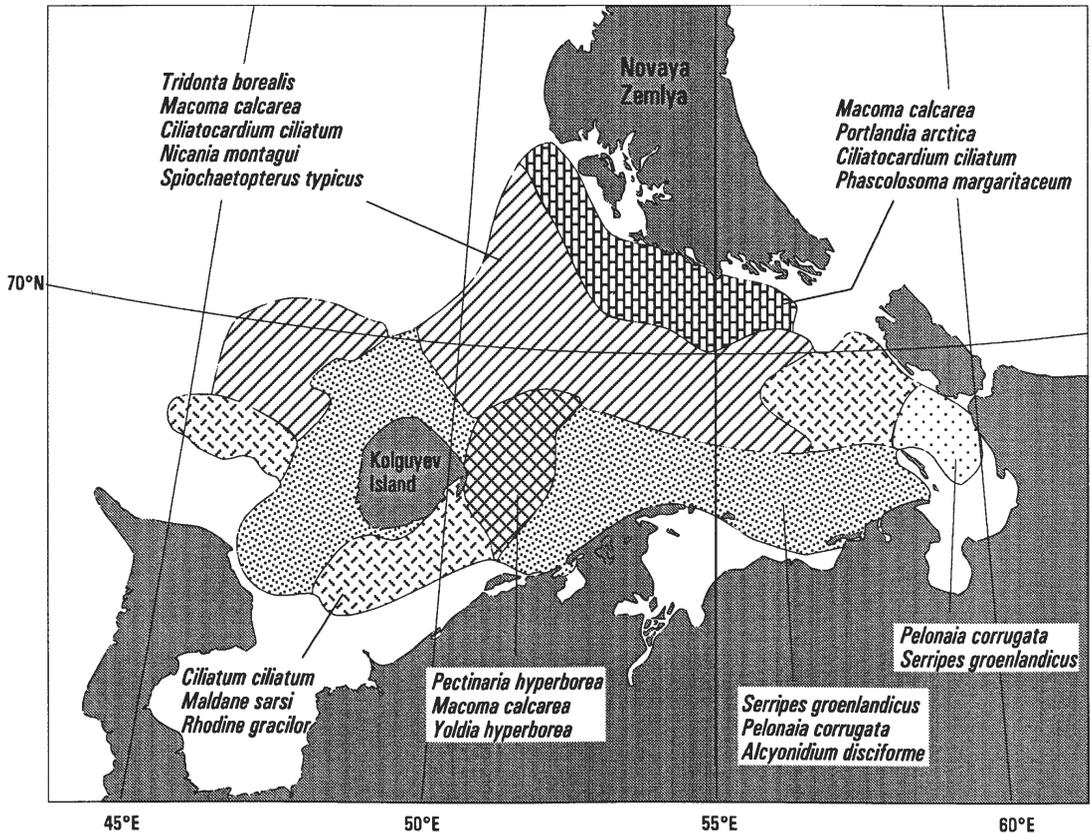 Novaya
Zemlya
Tridonta borealis
Macoma calcarea
Ciliatocardium ciliatum
Nicania montagui
Spiochaetopterus typicus
Macoma calcarea
Portlandia arctica
Ciliatocardium ciliatum
Phascolosoma margaritaceum
70°N
Kolguyev
Island
Ciliatum ciliatum
Maldane sarsi
Rhodine gracilor
Pectinaria hyperborea
Macoma calcarea
Yoldia hyperborea
Serripes groenlandicus
Pelonaia corrugata
Alcyonidium disciforme
Pelonaia corrugata
Serripes groenlandicus
45°E
50°E
55°E
60°E